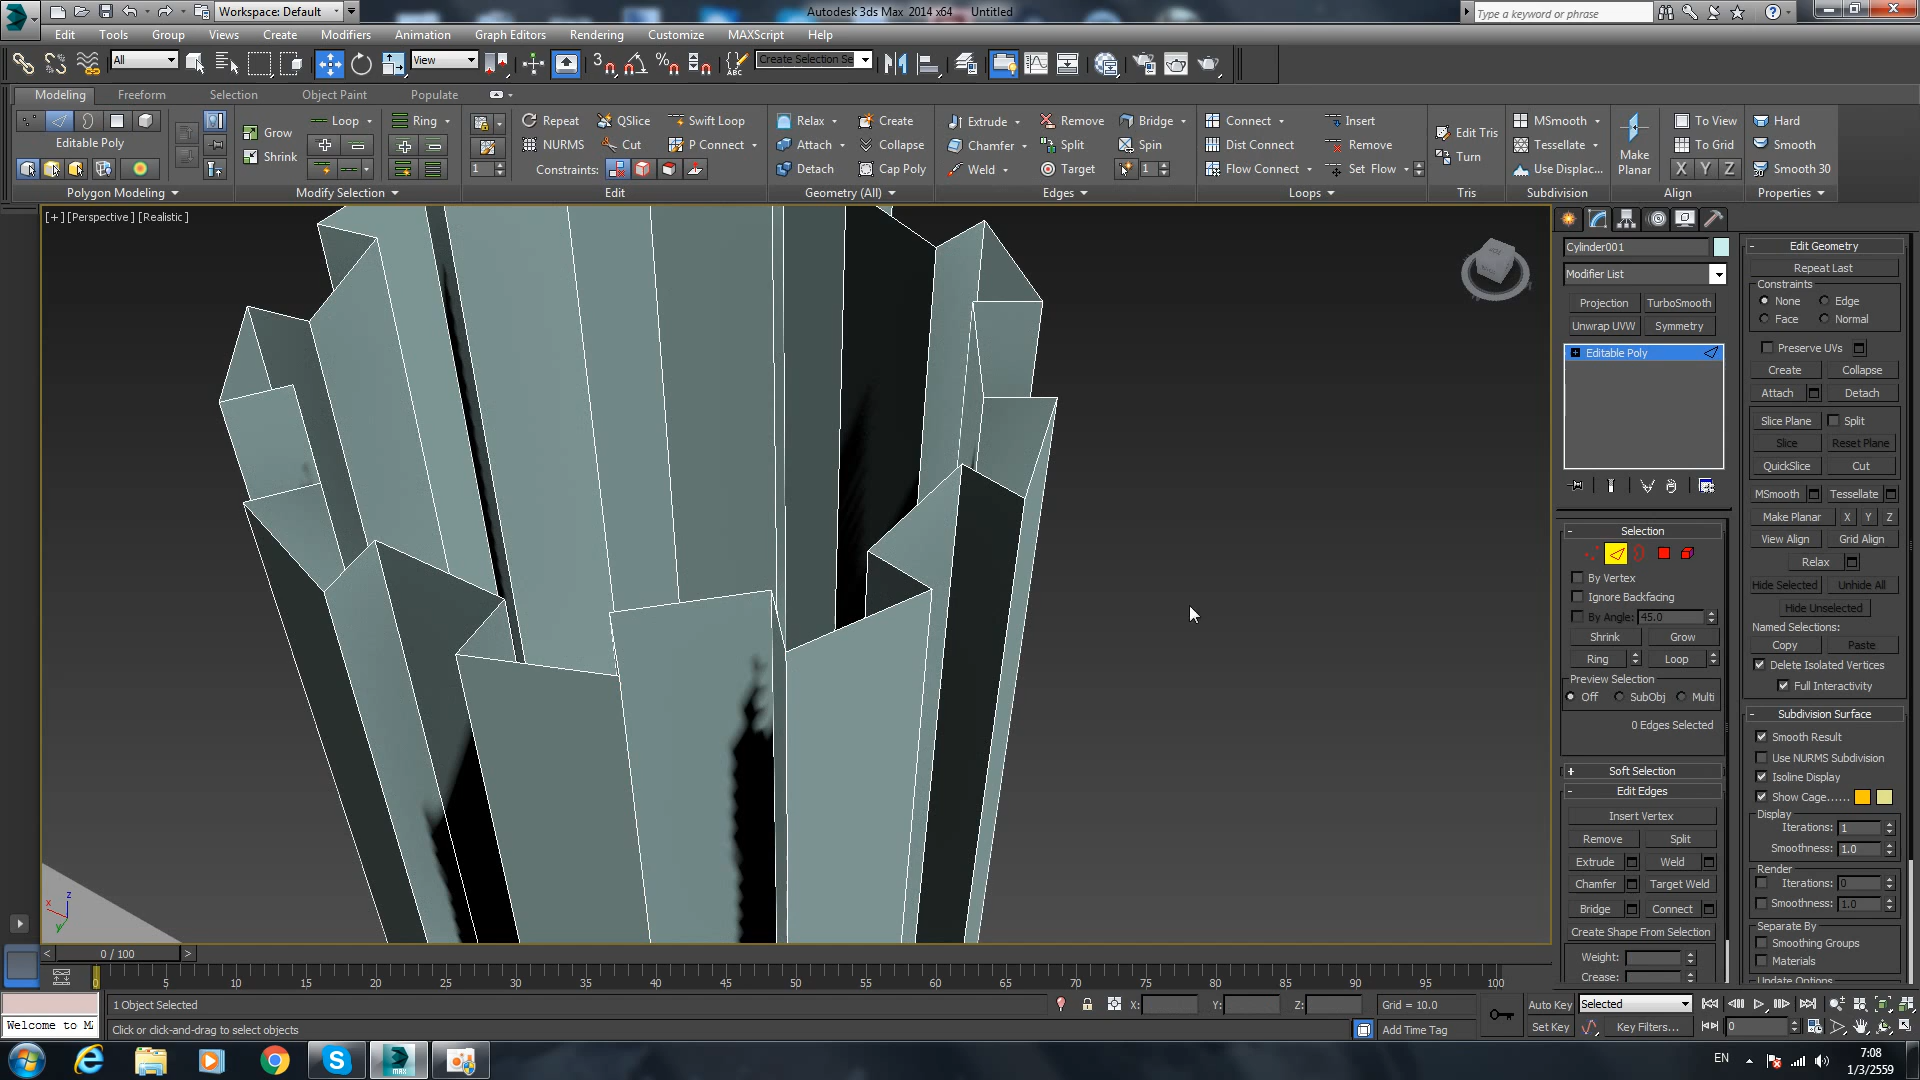 Workspace: Default
Autodesk 3ds Max 2014 x64 Untitled
Type a keyword or phrase
Edit Tools Group Views Create Modifiers Animation Graph Editors Rendering Customize MAXScript Help
All View Create Selection Se
Modeling Freeform Selection Object Paint Populate
Polygon Modeling
Edit Poly
Grow Shrink
Loop Ring
Modify Selection
Repeat QSlice Swift Loop
NURMS Cut P Connect
1 Constraints:
Edit
Relax Create
Attach Collapse
Detach Cap Poly
Geometry (All)
Extrude Remove Bridge
Chamfer Split Spin
Weld Target 1
Edges
Connect Insert
Dist Connect Remove
Flow Connect Set Flow
Loops
Edit Tris
Turn
Tris
MSmooth
Tessellate
Use Displac...
Subdivision
Make Planar
To View
To Grid
X Y Z
Align
Hard
Smooth
Smooth 30
Properties
[+] [Perspective] [Realistic]
Cylinder001
Modifier List
Projection TurboSmooth
Unwrap UVW Symmetry
Editable Poly
Selection
By Vertex
Ignore Backfacing
By Angle: 45.0
Shrink Grow
Ring Loop
Preview Selection
Off SubObj Multi
0 Edges Selected
Soft Selection
Edit Edges
Insert Vertex
Remove Split
Extrude Weld
Chamfer Target Weld
Bridge Connect
Create Shape From Selection
Weight:
Crease:
Edit Geometry
Repeat Last
Constraints
None Edge
Face Normal
Preserve UVs
Create Collapse
Attach Detach
Slice Plane Split
Slice Reset Plane
QuickSlice Cut
MSmooth Tessellate
Make Planar X Y Z
View Align Grid Align
Relax
Hide Selected Unhide All
Hide Unselected
Named Selections:
Copy Paste
Delete Isolated Vertices
Full Interactivity
Subdivision Surface
Smooth Result
Use NURMS Subdivision
Isoline Display
Show Cage......
Display
Iterations: 1
Smoothness: 1.0
Render
Iterations: 0
Smoothness: 1.0
Separate By
Smoothing Groups
Materials
Update Options
z
x
y
< 0 / 100 >
0 5 10 15 20 25 30 35 40 45 50 55 60 65 70 75 80 85 90 95 100
1 Object Selected X: Y: Z: Grid = 10.0 Auto Key Selected
Welcome to M Click or click-and-drag to select objects Add Time Tag Set Key Key Filters... 0
EN 7:08
1/3/2559